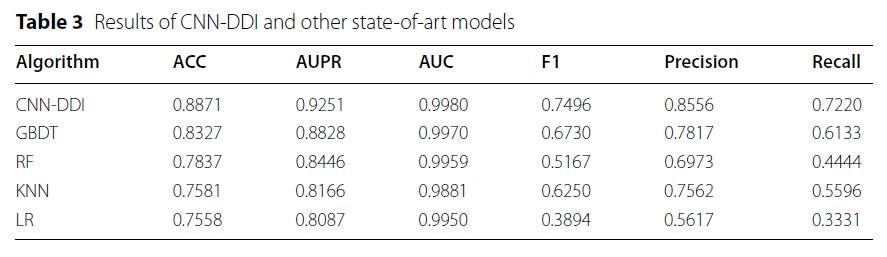 Table 3 Results of CNN-DDI and other state-of-art models
Algorithm ACC AUPR AUC F1 Precision Recall
CNN-DDI 0.8871 0.9251 0.9980 0.7496 0.8556 0.7220
GBDT 0.8327 0.8828 0.9970 0.6730 0.7817 0.6133
RF 0.7837 0.8446 0.9959 0.5167 0.6973 0.4444
KNN 0.7581 0.8166 0.9881 0.6250 0.7562 0.5596
LR 0.7558 0.8087 0.9950 0.3894 0.5617 0.3331